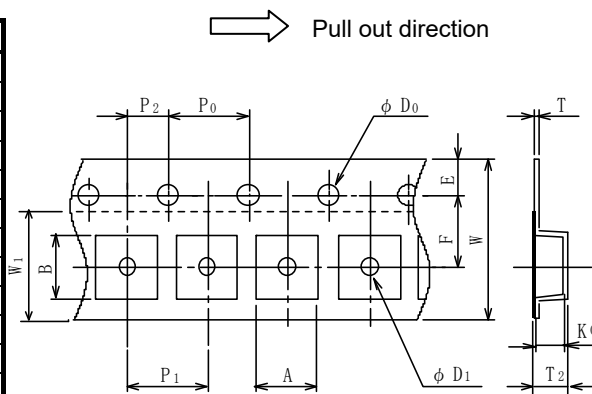 Pull out direction
P2
P0
φ D0
T
E
F
W
W1
B
P1
A
φ D1
K
T2